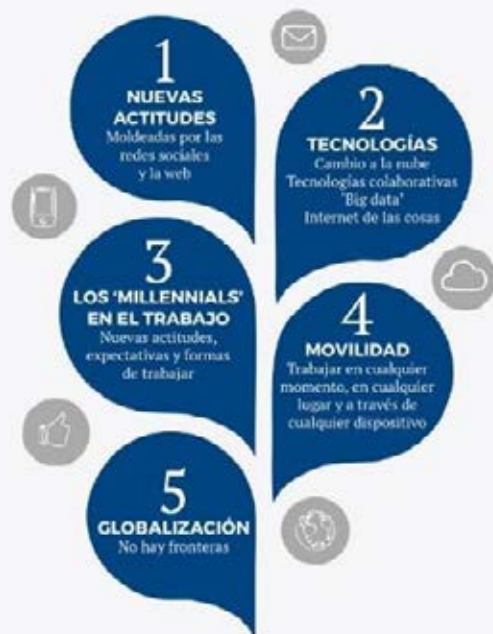 1
NUEVAS
ACTITUDES
Moldeadas por las
redes sociales
y la web
2
TECNOLOGÍAS
Cambio a la nube
Tecnologías colaborativas
'Big data'
Internet de las cosas
3
LOS 'MILLENNIALS'
EN EL TRABAJO
Nuevas actitudes,
expectativas y formas
de trabajar
4
MOVILIDAD
Trabajar en cualquier
momento, en cualquier
lugar y a través de
cualquier dispositivo
5
GLOBALIZACIÓN
No hay fronteras